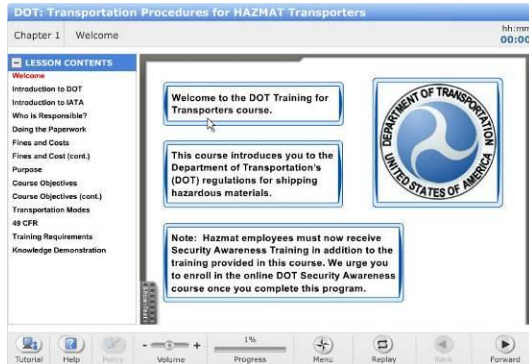 DOT: Transportation Procedures for HAZMAT Transporters
Chapter 1 Welcome
hh:mm
00:00
LESSON CONTENTS
Welcome
Introduction to DOT
Introduction to IATA
Who is Responsible?
Doing the Paperwork
Fines and Costs
Fines and Cost (cont.)
Purpose
Course Objectives
Course Objectives (cont.)
Transportation Modes
49 CFR
Training Requirements
Knowledge Demonstration
Welcome to the DOT Training for
Transporters course.
This course introduces you to the
Department of Transportation's
(DOT) regulations for shipping
hazardous materials.
Note: Hazmat employees must now receive
Security Awareness Training in addition to the
training provided in this course. We urge you
to enroll in the online DOT Security Awareness
course once you complete this program.
DEPARTMENT OF TRANSPORTATION
UNITED STATES OF AMERICA
- +
1%
Tutorial Help Policy Volume Progress Menu Replay Back Forward